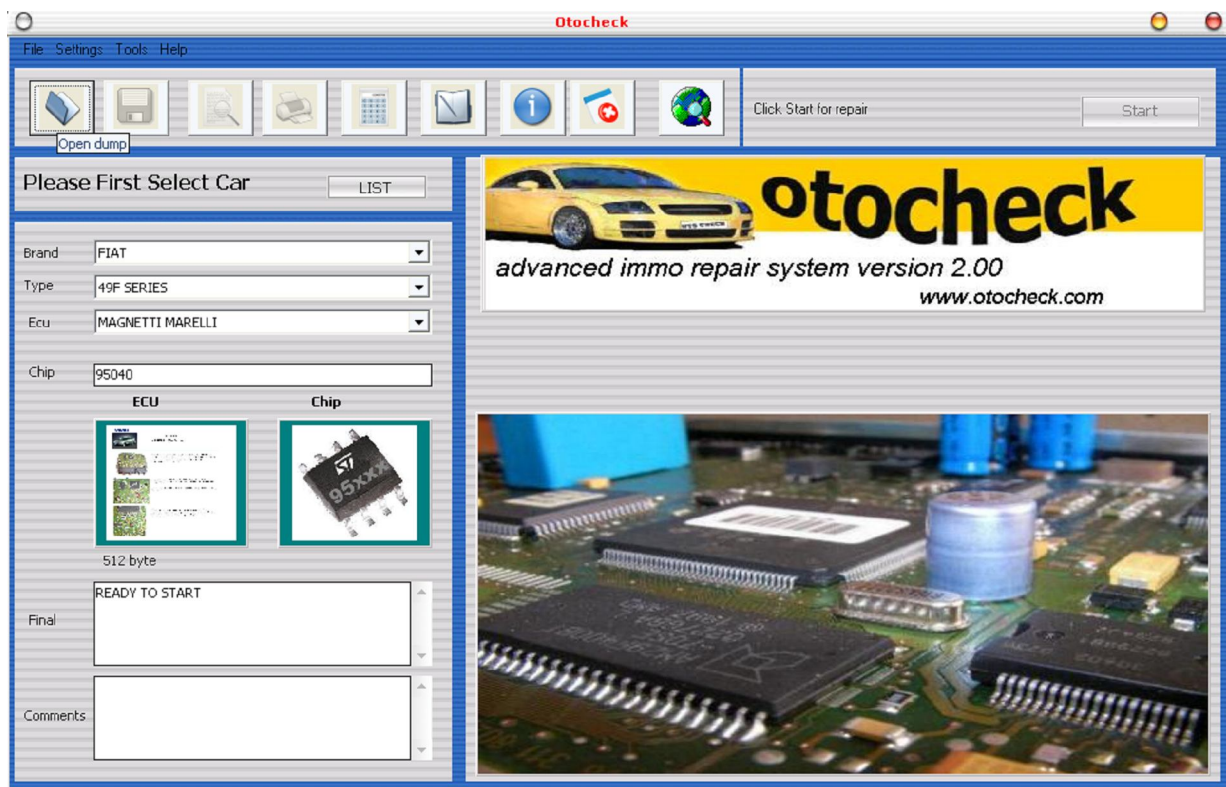 Otocheck
File Settings Tools Help
Click Start for repair
Start
Open dump
Please First Select Car
LIST
Brand
FIAT
Type
49F SERIES
Ecu
MAGNETTI MARELLI
Chip
95040
ECU Chip
95xxx
512 byte
Final
READY TO START
Comments
otocheck
advanced immo repair system version 2.00
www.otocheck.com